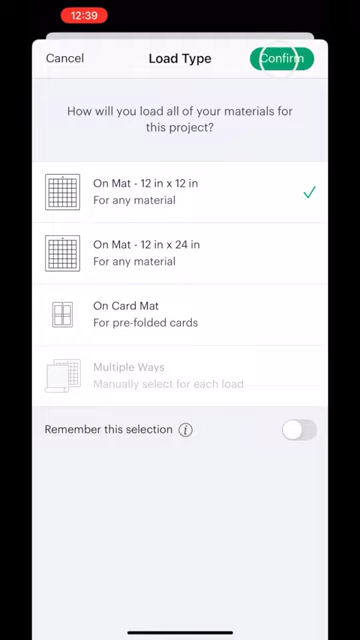 12:39
Cancel
Load Type
Confirm
How will you load all of your materials for
this project?
On Mat - 12 in x 12 in
For any material
On Mat - 12 in x 24 in
For any material
On Card Mat
For pre-folded cards
Multiple Ways
Manually select for each load
Remember this selection
i